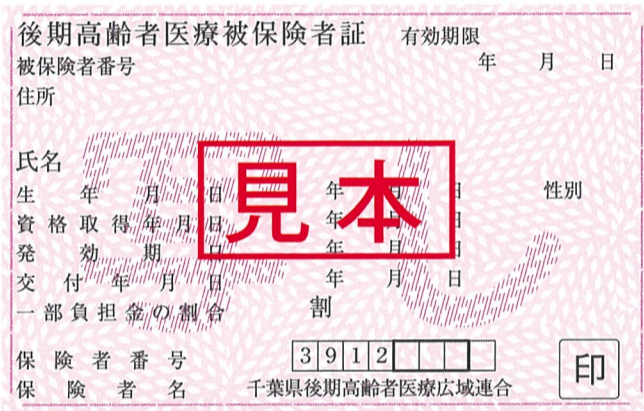 後期高齢者医療被保険者証 有効期限
被保険者番号 年 月 日
住所
氏名
生年月日 年 月 日 性別
資格取得年月日 年 月 日
発効期日 年 月 日
交付年月日 年 月 日
一部負担金の割合 割
見本
保険者番号 3912
保険者名 千葉県後期高齢者医療広域連合
印